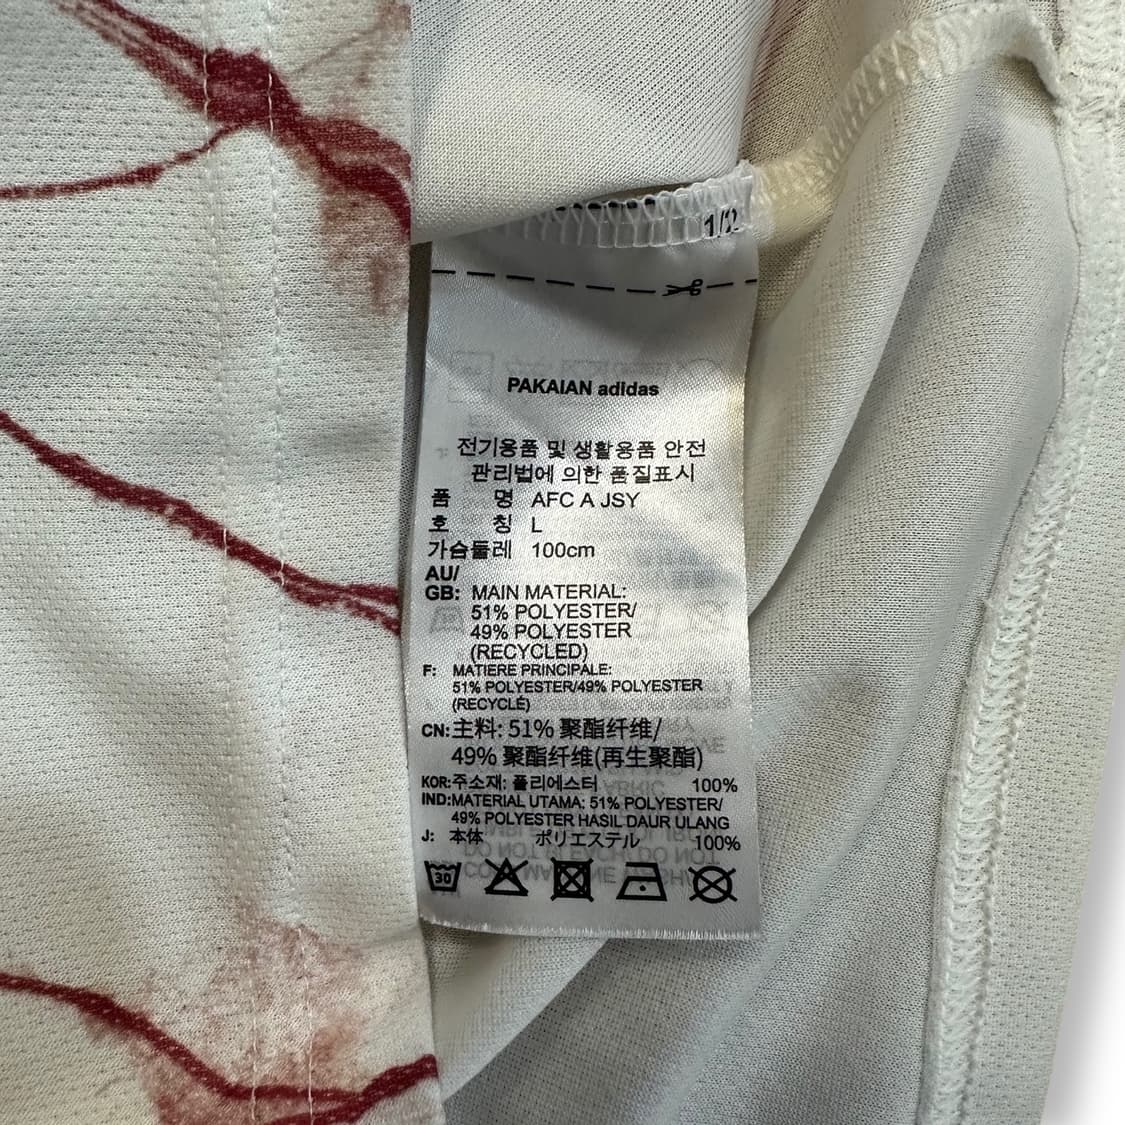 1/2
PAKAIAN adidas
전기용품 및 생활용품 안전
관리법에 의한 품질표시
품 명 AFC A JSY
호 칭 L
가슴둘레 100cm
AU/
GB: MAIN MATERIAL:
51% POLYESTER/
49% POLYESTER
(RECYCLED)
F: MATIERE PRINCIPALE:
51% POLYESTER/49% POLYESTER
(RECYCLÉ)
CN: 主料: 51% 聚酯纤维/
49% 聚酯纤维(再生聚酯)
KOR: 주소재: 폴리에스터 100%
IND: MATERIAL UTAMA: 51% POLYESTER/
49% POLYESTER HASIL DAUR ULANG
J: 本体 ポリエステル 100%
30